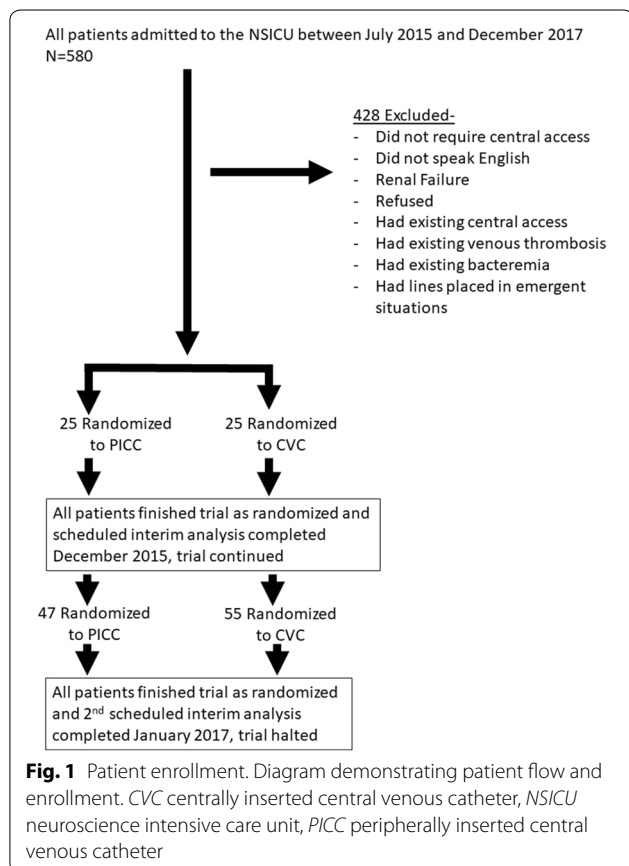 All patients admitted to the NSICU between July 2015 and December 2017
N=580
428 Excluded-
- Did not require central access
- Did not speak English
- Renal Failure
- Refused
- Had existing central access
- Had existing venous thrombosis
- Had existing bacteremia
- Had lines placed in emergent
situations
25 Randomized
to PICC
25 Randomized
to CVC
All patients finished trial as randomized and
scheduled interim analysis completed
December 2015, trial continued
47 Randomized
to PICC
55 Randomized
to CVC
All patients finished trial as randomized
and 2nd scheduled interim analysis
completed January 2017, trial halted
Fig. 1 Patient enrollment. Diagram demonstrating patient flow and
enrollment. CVC centrally inserted central venous catheter, NSICU
neuroscience intensive care unit, PICC peripherally inserted central
venous catheter